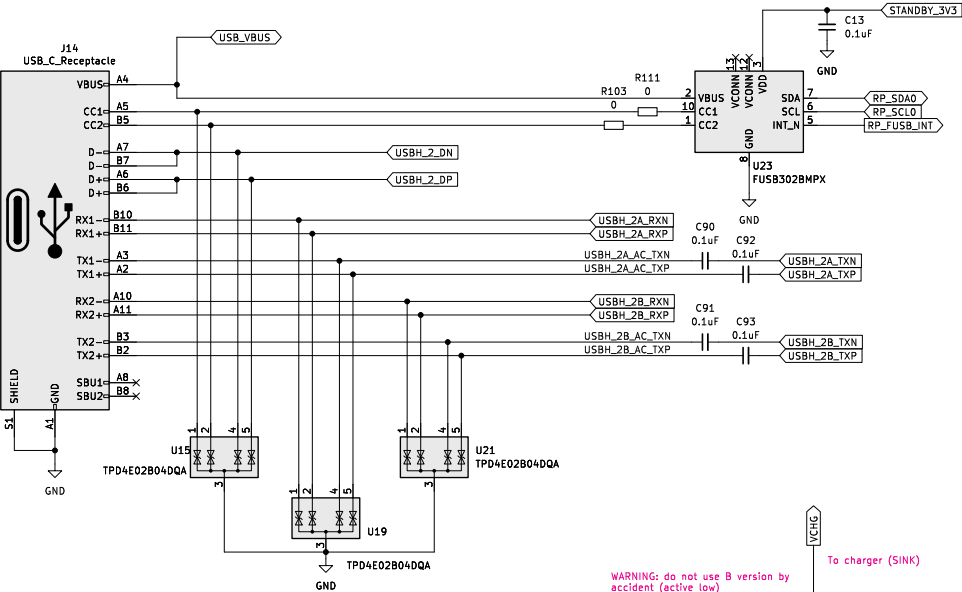 STANDBY_3V3
C13
0.1uF
GND
USB_VBUS
J14
USB_C_Receptacle
VBUS
A4
CC1
A5
CC2
B5
D-
A7
D-
B7
D+
A6
D+
B6
RX1-
B10
RX1+
B11
TX1-
A3
TX1+
A2
RX2-
A10
RX2+
A11
TX2-
B3
TX2+
B2
SBU1
A8
SBU2
B8
SHIELD
GND
S1
A1
GND
R111
0
R103
0
13
12
3
VCONN
VCONN
VDD
2
VBUS
10
CC1
1
CC2
SDA
7
SCL
6
INT_N
5
GND
8
RP_SDA0
RP_SCL0
RP_FUSB_INT
U23
FUSB302BMPX
GND
USBH_2_DN
USBH_2_DP
USBH_2A_RXN
USBH_2A_RXP
C90
0.1uF
C92
0.1uF
USBH_2A_AC_TXN
USBH_2A_TXN
USBH_2A_AC_TXP
USBH_2A_TXP
USBH_2B_RXN
USBH_2B_RXP
C91
0.1uF
C93
0.1uF
USBH_2B_AC_TXN
USBH_2B_TXN
USBH_2B_AC_TXP
USBH_2B_TXP
1
2
4
5
U15
TPD4E02B04DQA
3
1
2
4
5
U19
3
TPD4E02B04DQA
GND
1
2
4
5
U21
TPD4E02B04DQA
3
VCHG
To charger (SINK)
WARNING: do not use B version by
accident (active low)